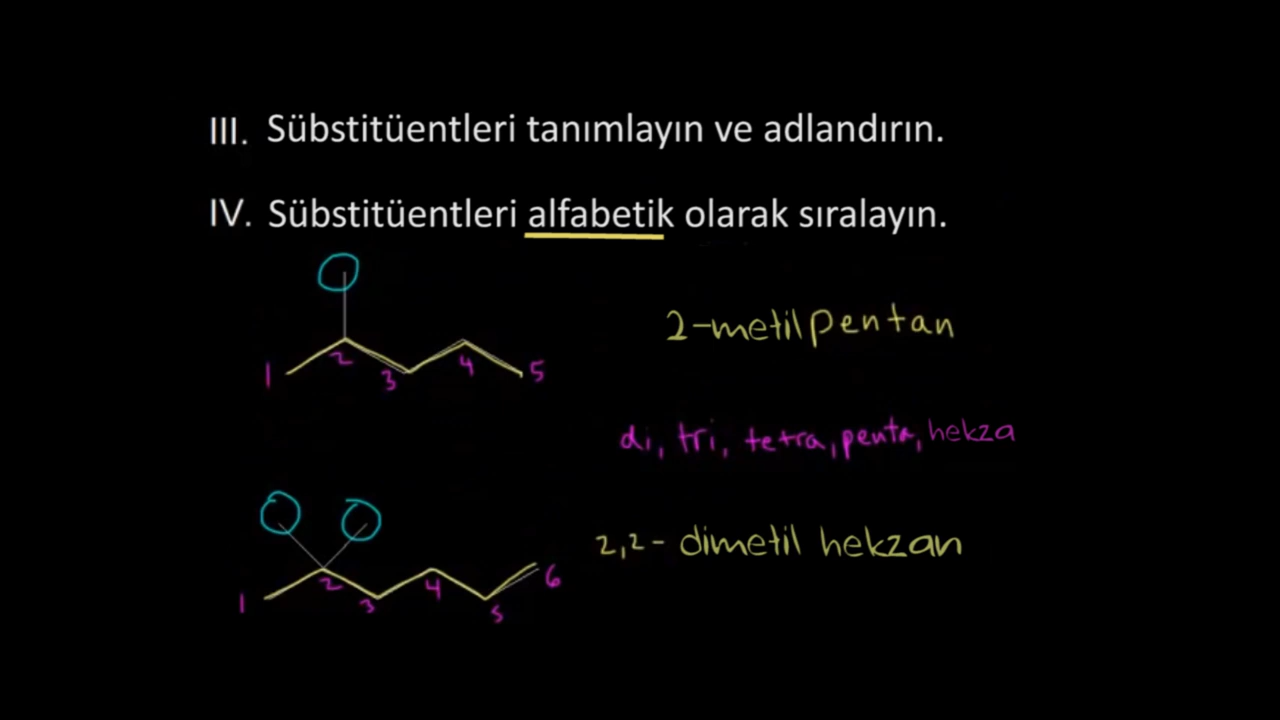 III. Sübstitüentleri tanımlayın ve adlandırın.
IV. Sübstitüentleri alfabetik olarak sıralayın.
2-metilpentan
1 2 3 4 5
di, tri, tetra, penta, hekza
2,2- dimetil hekzan
1 2 3 4 5 6